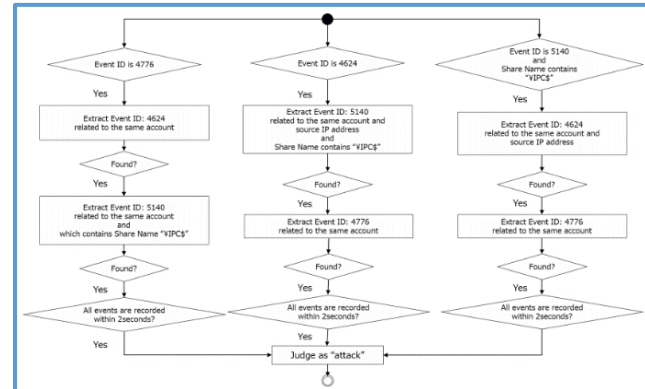 Event ID is 4776
Yes
Extract Event ID: 4624
related to the same account
Found?
Yes
Extract Event ID: 5140
related to the same account
and
which contains Share Name "¥IPC$"
Found?
Yes
All events are recorded
within 2seconds?
Yes
Event ID is 4624
Yes
Extract Event ID: 5140
related to the same account and
source IP address
and
Share Name contains "¥IPC$"
Found?
Yes
Extract Event ID: 4776
related to the same account
Found?
Yes
All events are recorded
within 2seconds?
Yes
Event ID is 5140
and
Share Name contains
"¥IPC$"
Yes
Extract Event ID: 4624
related to the same account and
source IP address
Found?
Yes
Extract Event ID: 4776
related to the same account
Found?
Yes
All events are recorded
within 2seconds?
Yes
Judge as "attack"